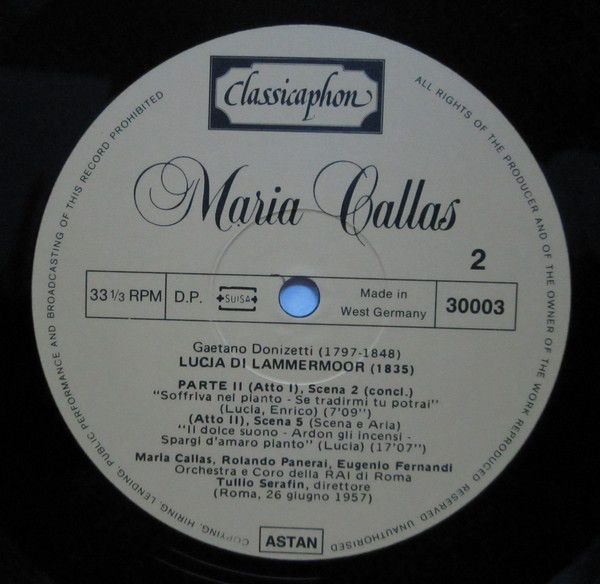 Classicaphon
Maria Callas
2
33 1/3 RPM
D.P.
SUISA
Made in
West Germany
30003
Gaetano Donizetti (1797-1848)
LUCIA DI LAMMERMOOR (1835)
PARTE II (Atto I), Scena 2 (concl.)
"Soffriva nel pianto - Se tradirmi tu potrai"
(Lucia, Enrico) (7'09")
(Atto II), Scena 5 (Scena e Aria)
"Il dolce suono - Ardon gli incensi -
Spargi d'amaro pianto" (Lucia) (17'07")
Maria Callas, Rolando Panerai, Eugenio Fernandi
Orchestra e Coro della RAI di Roma
Tullio Serafin, direttore
(Roma, 26 giugno 1957)
ASTAN
ALL RIGHTS OF THE PRODUCER AND OF THE OWNER OF THE WORK REPRODUCED RESERVED UNAUTHORISED COPYING, HIRING, LENDING, PUBLIC PERFORMANCE AND BROADCASTING OF THIS RECORD PROHIBITED